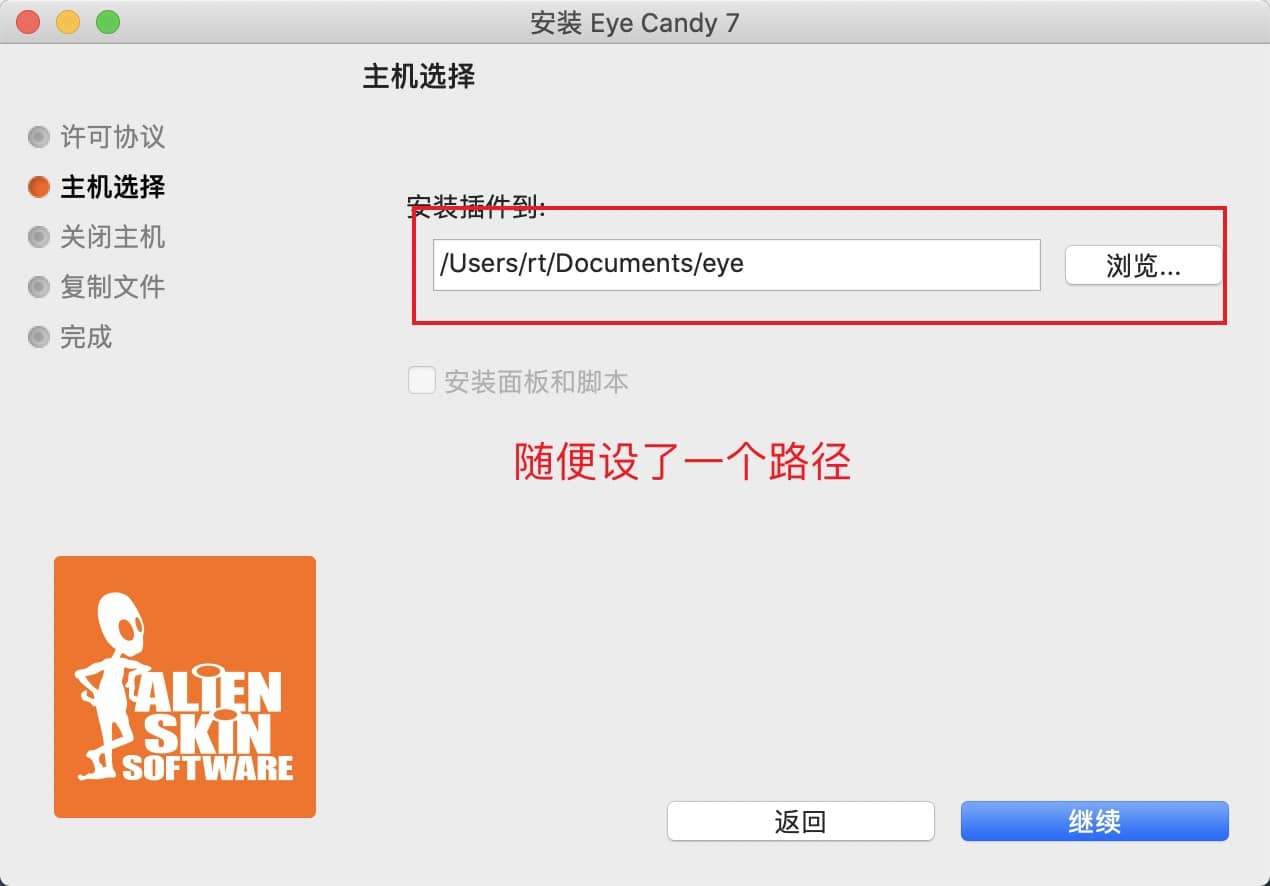 安装 Eye Candy 7
主机选择
许可协议
主机选择
关闭主机
复制文件
完成
安装插件到:
/Users/rt/Documents/eye
浏览...
安装面板和脚本
随便设了一个路径
ALIEN
SKIN
SOFTWARE
返回
继续